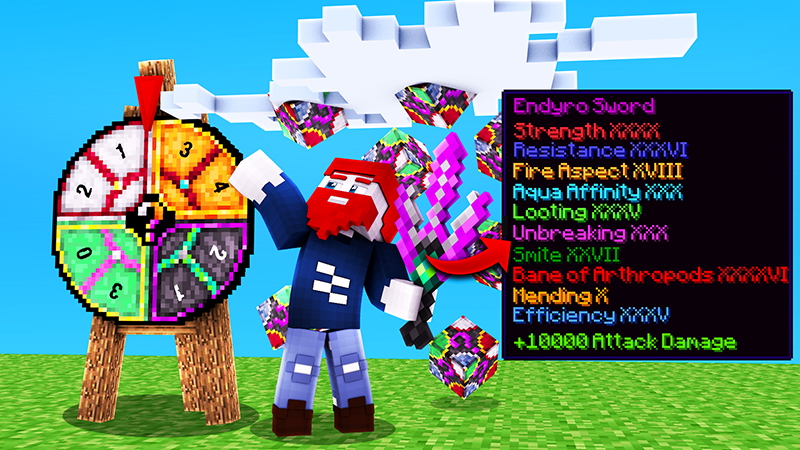 2 1 3 4
0 3 1 2
Endyro Sword
Strength XXXX
Resistance XXXVI
Fire Aspect XVIII
Aqua Affinity XXX
Looting XXXV
Unbreaking XXX
Smite XXVII
Bane of Arthropods XXXXVI
Mending X
Efficiency XXXV
+10000 Attack Damage